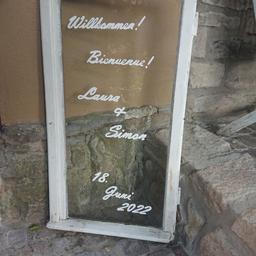 Willkommen!
Bienvenue!
Laura
&
Simon
18.
Juni
2022